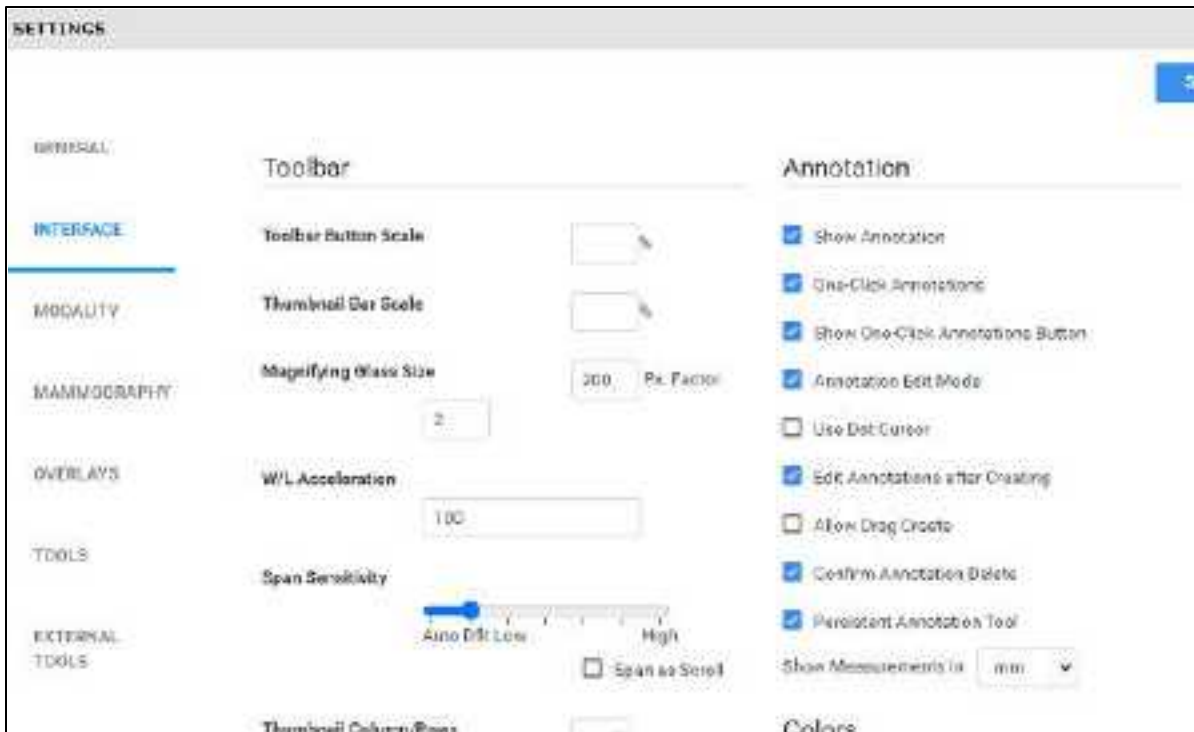 SETTINGS
GENERAL
INTERFACE
MODALITY
MAMMOGRAPHY
OVERLAYS
TOOLS
EXTERNAL
TOOLS
Toolbar
Toolbar Button Scale %
Thumbnail Bar Scale %
Magnifying Glass Size 300 Px. Factor
2
W/L Acceleration
100
Span Sensitivity
Auto Low High
Span as Scroll
Thumbnail Column/Rows
Annotation
Show Annotation
One-Click Annotations
Show One-Click Annotations Button
Annotation Edit Mode
Use Dot Cursor
Edit Annotations after Creating
Allow Drag Create
Confirm Annotation Delete
Persistent Annotation Tool
Show Measurements in mm
Colors